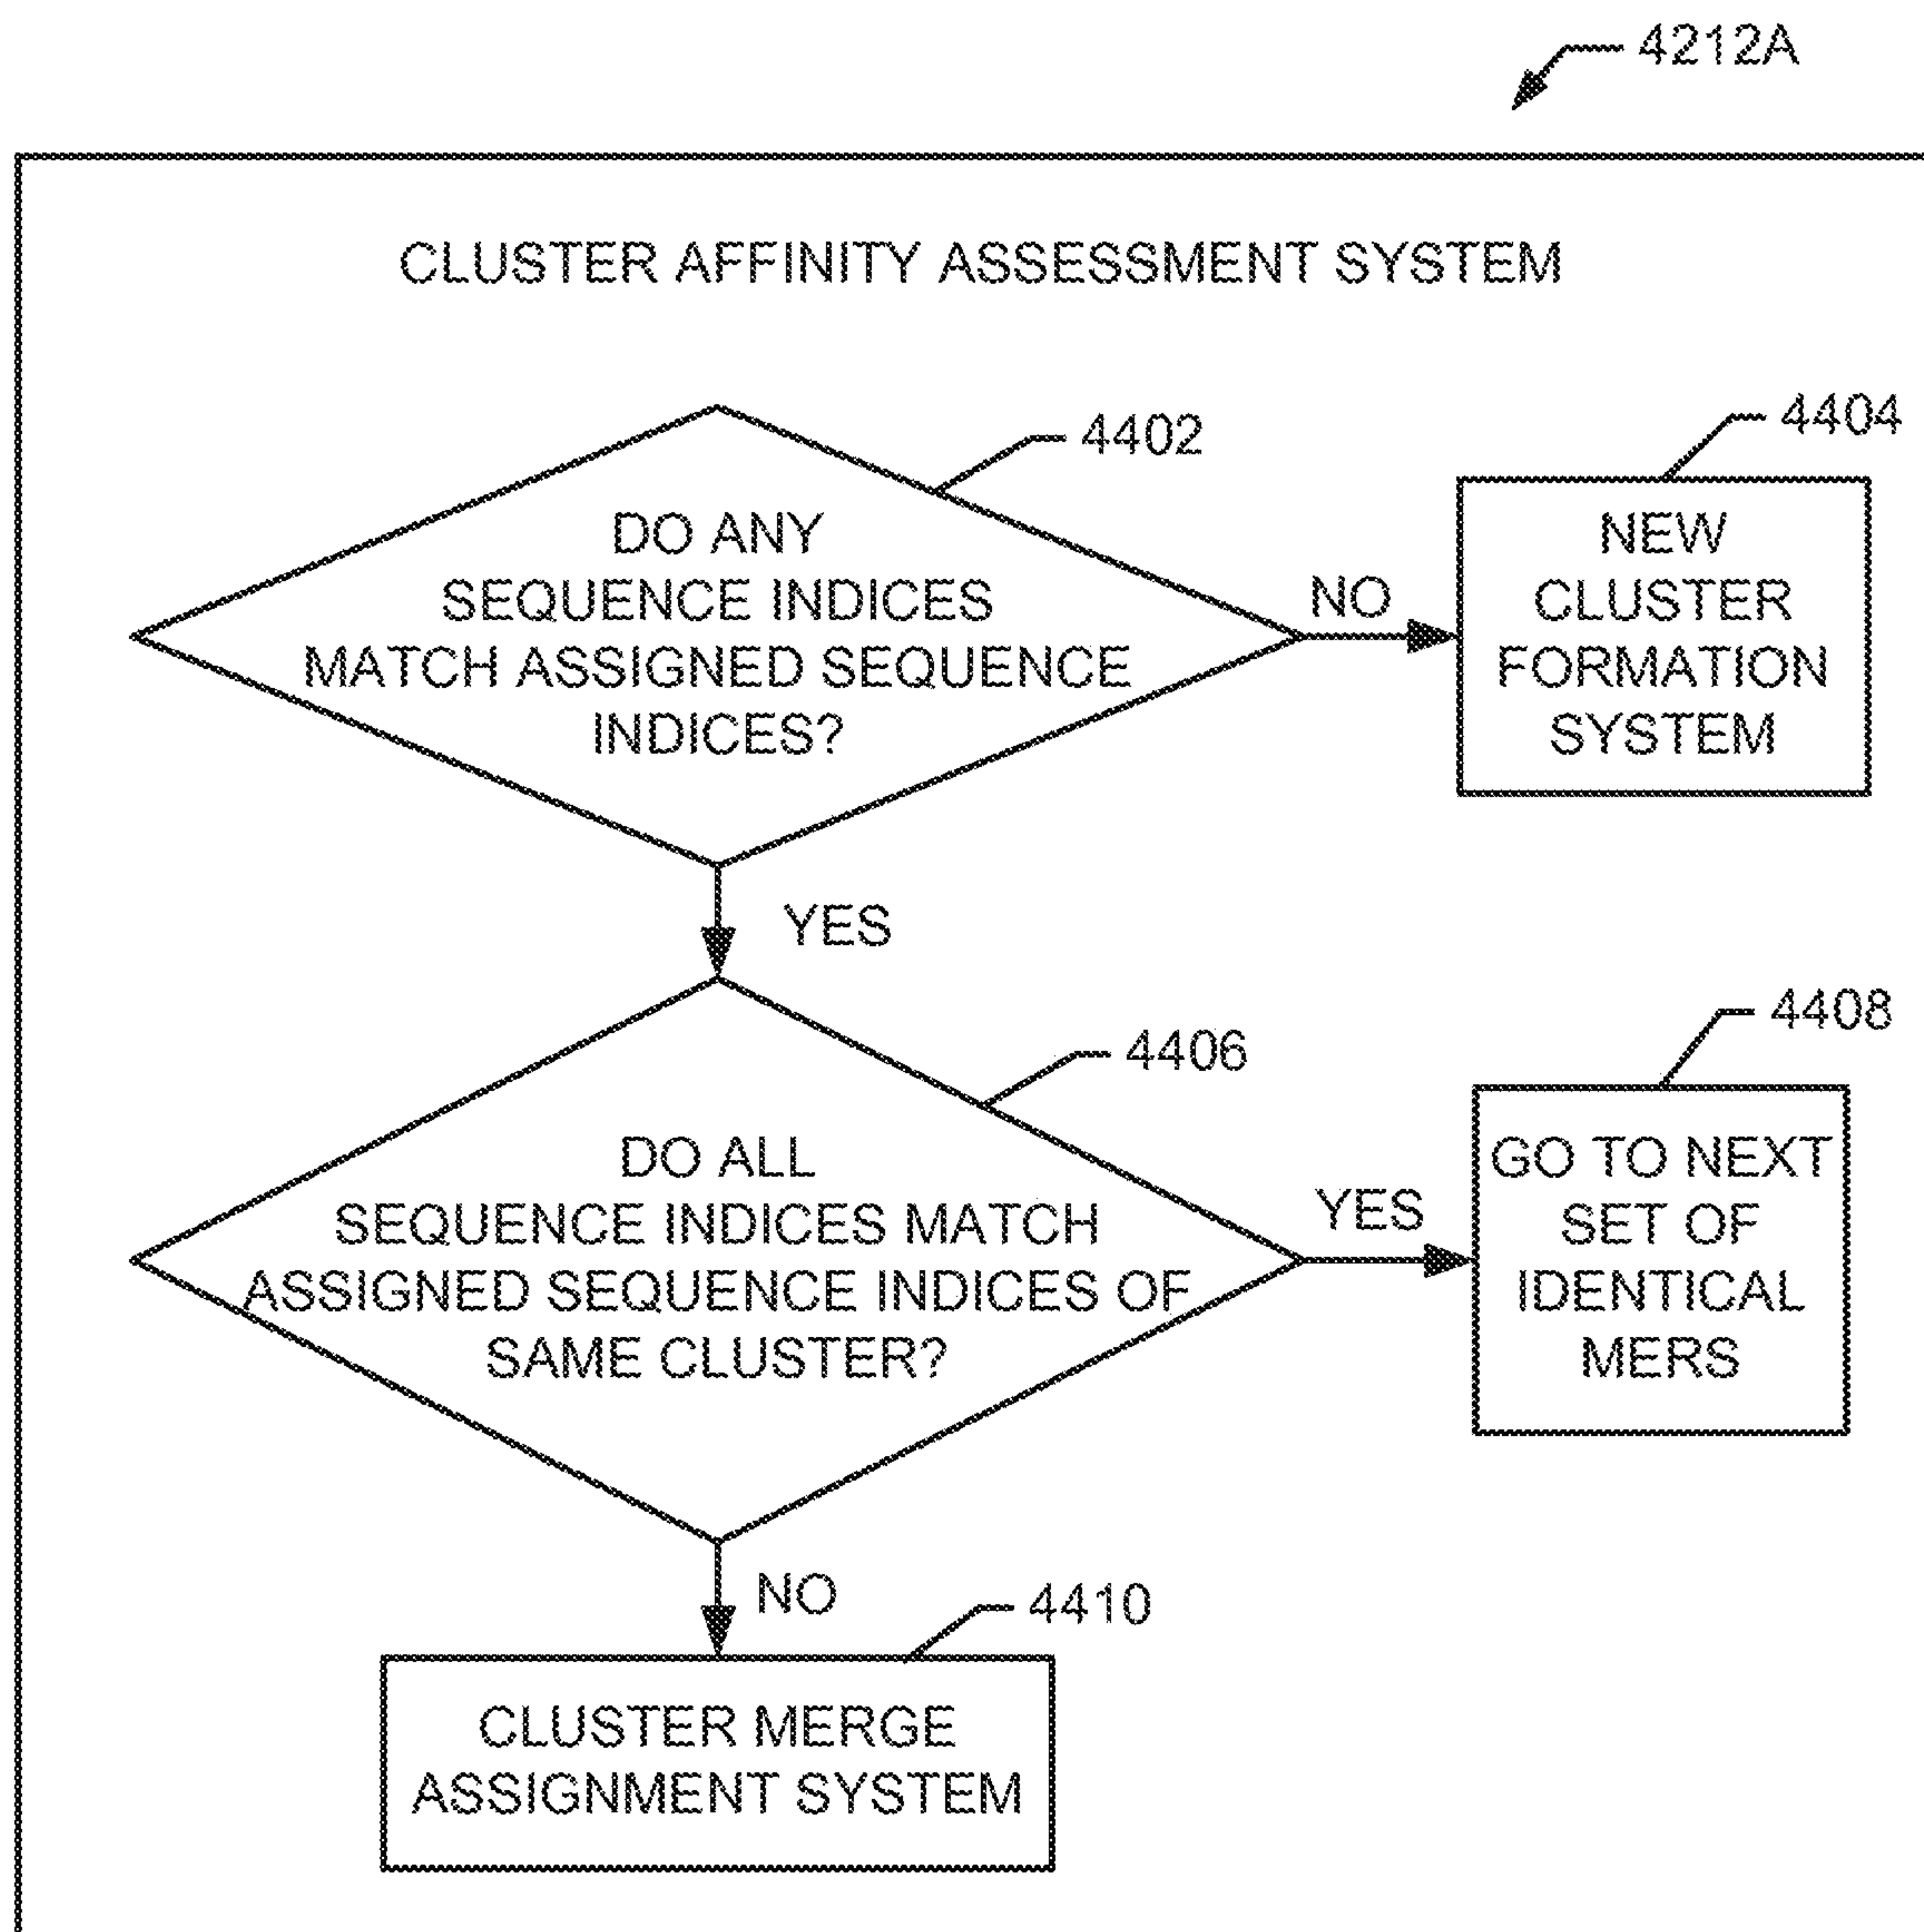 4212A
CLUSTER AFFINITY ASSESSMENT SYSTEM
4402
DO ANY
SEQUENCE INDICES
MATCH ASSIGNED SEQUENCE
INDICES?
NO
4404
NEW
CLUSTER
FORMATION
SYSTEM
YES
4406
DO ALL
SEQUENCE INDICES MATCH
ASSIGNED SEQUENCE INDICES OF
SAME CLUSTER?
YES
4408
GO TO NEXT
SET OF
IDENTICAL
MERS
NO
4410
CLUSTER MERGE
ASSIGNMENT SYSTEM